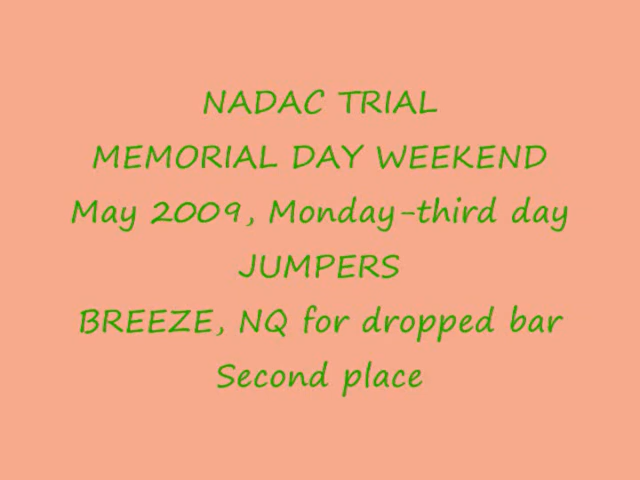 NADAC TRIAL
MEMORIAL DAY WEEKEND
May 2009, Monday-third day
JUMPERS
BREEZE, NQ for dropped bar
Second place